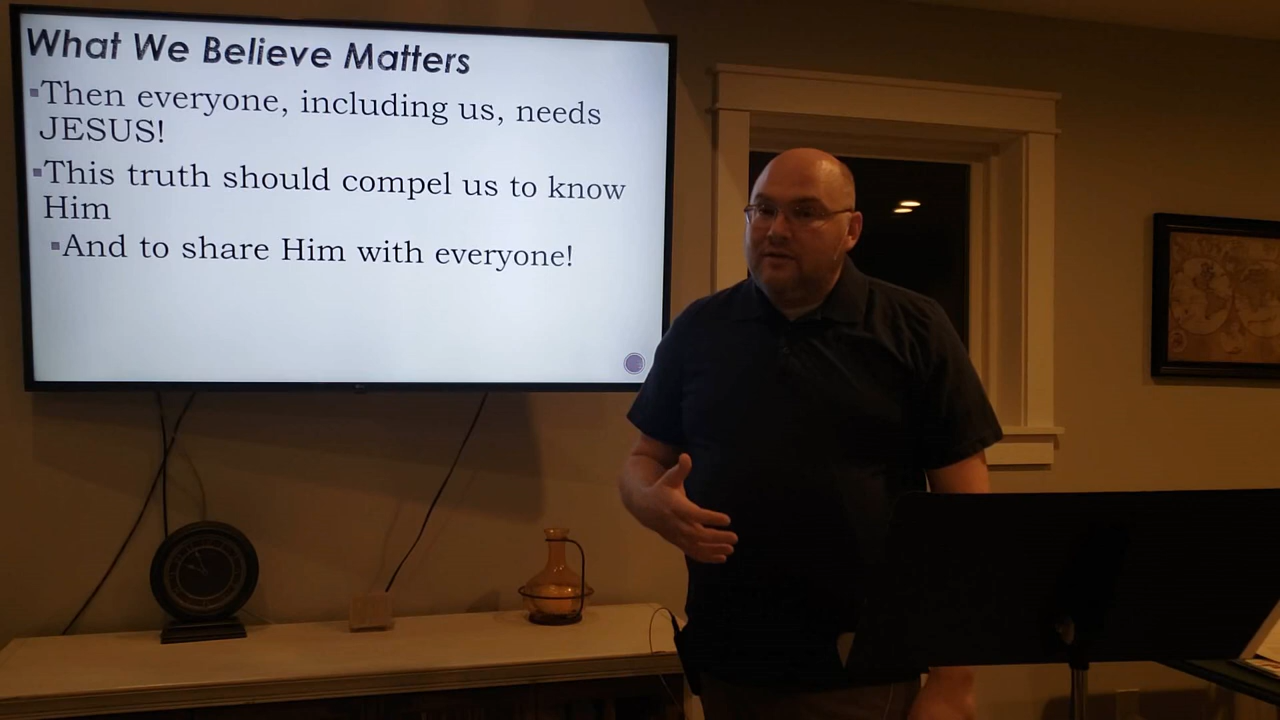 What We Believe Matters
▪Then everyone, including us, needs
JESUS!
▪This truth should compel us to know
Him
▪And to share Him with everyone!